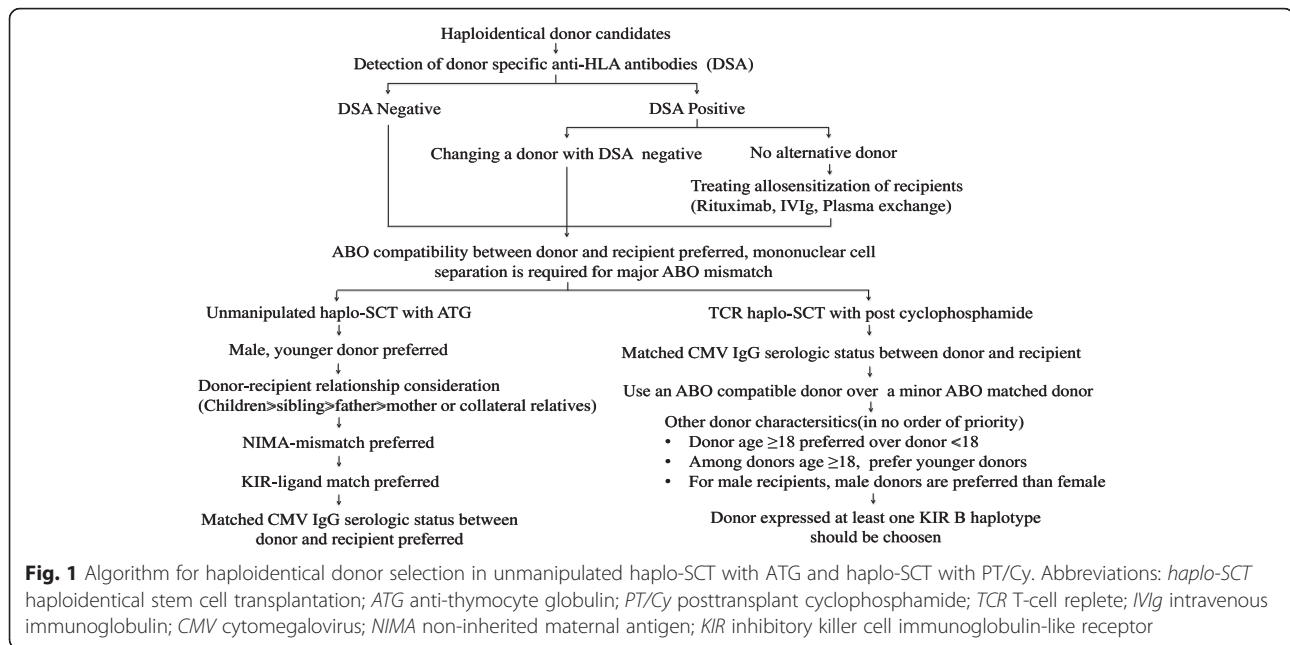 Haploidentical donor candidates
Detection of donor specific anti-HLA antibodies (DSA)
DSA Negative
DSA Positive
Changing a donor with DSA negative
No alternative donor
Treating allosensitization of recipients
(Rituximab, IVIg, Plasma exchange)
ABO compatibility between donor and recipient preferred, mononuclear cell
separation is required for major ABO mismatch
Unmanipulated haplo-SCT with ATG
Male, younger donor preferred
Donor-recipient relationship consideration
(Children>sibling>father>mother or collateral relatives)
NIMA-mismatch preferred
KIR-ligand match preferred
Matched CMV IgG serologic status between
donor and recipient preferred
TCR haplo-SCT with post cyclophosphamide
Matched CMV IgG serologic status between donor and recipient
Use an ABO compatible donor over a minor ABO matched donor
Other donor charactersitics(in no order of priority)
• Donor age ≥18 preferred over donor <18
• Among donors age ≥18, prefer younger donors
• For male recipients, male donors are preferred than female
Donor expressed at least one KIR B haplotype
should be choosen
Fig. 1 Algorithm for haploidentical donor selection in unmanipulated haplo-SCT with ATG and haplo-SCT with PT/Cy. Abbreviations: haplo-SCT
haploidentical stem cell transplantation; ATG anti-thymocyte globulin; PT/Cy posttransplant cyclophosphamide; TCR T-cell replete; IVIg intravenous
immunoglobulin; CMV cytomegalovirus; NIMA non-inherited maternal antigen; KIR inhibitory killer cell immunoglobulin-like receptor